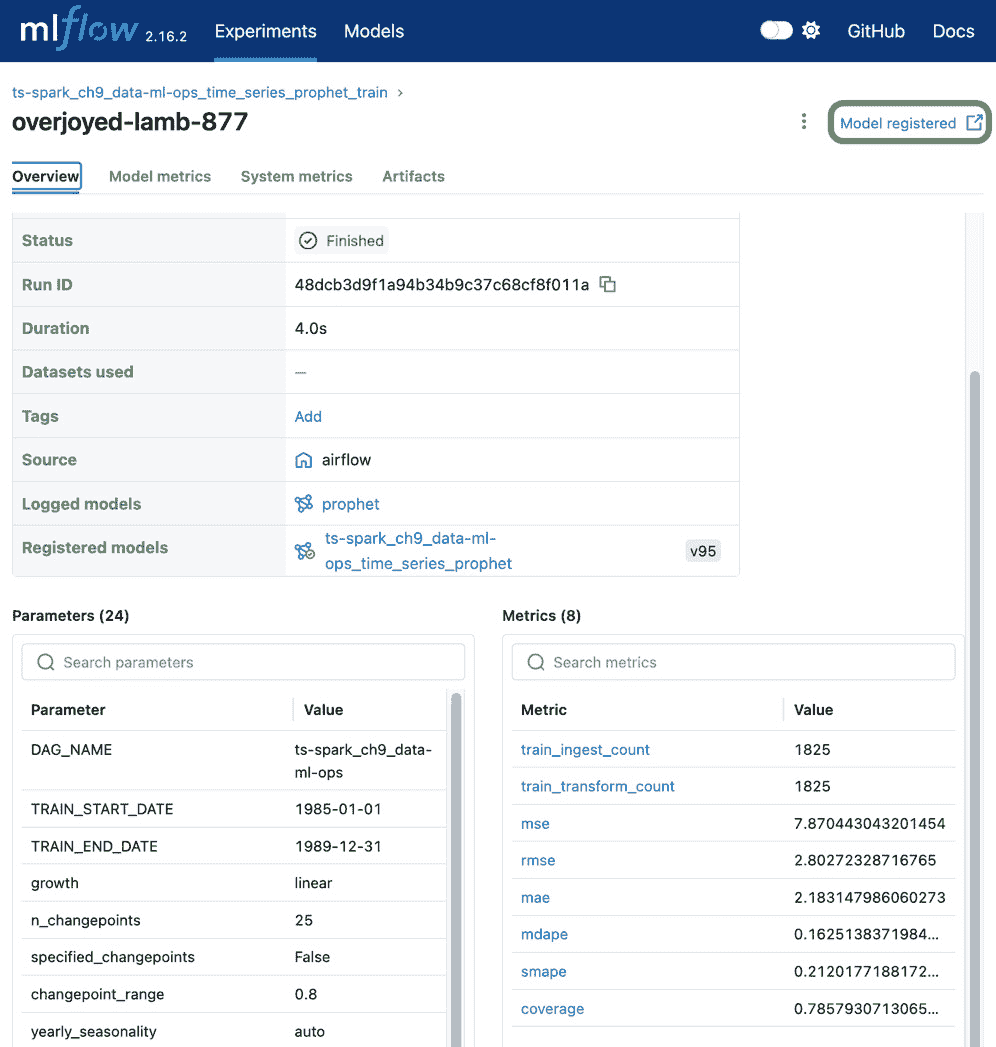 mlflow 2.16.2 Experiments Models GitHub Docs
ts-spark_ch9_data-ml-ops_time_series_prophet_train >
overjoyed-lamb-877
Model registered
Overview Model metrics System metrics Artifacts
Status Finished
Run ID 48dcb3d9f1a94b34b9c37c68cf8f011a
Duration 4.0s
Datasets used —
Tags Add
Source airflow
Logged models prophet
Registered models ts-spark_ch9_data-ml-
ops_time_series_prophet v95
Parameters (24)
Search parameters
Parameter Value
DAG_NAME ts-spark_ch9_data-
ml-ops
TRAIN_START_DATE 1985-01-01
TRAIN_END_DATE 1989-12-31
growth linear
n_changepoints 25
specified_changepoints False
changepoint_range 0.8
yearly_seasonality auto
Metrics (8)
Search metrics
Metric Value
train_ingest_count 1825
train_transform_count 1825
mse 7.870443043201454
rmse 2.80272328716765
mae 2.183147986060273
mdape 0.1625138371984...
smape 0.2120177188172...
coverage 0.7857930713065...